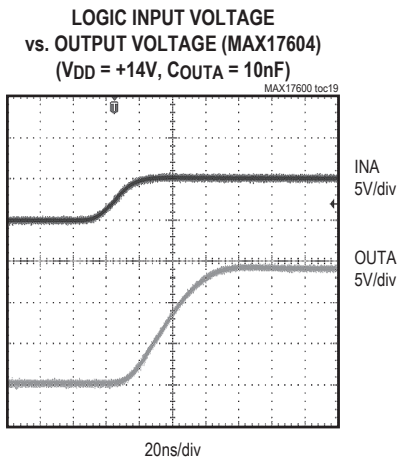 LOGIC INPUT VOLTAGE
vs. OUTPUT VOLTAGE (MAX17604)
(VDD = +14V, COUTA = 10nF)
MAX17600 toc19
INA
5V/div
OUTA
5V/div
20ns/div